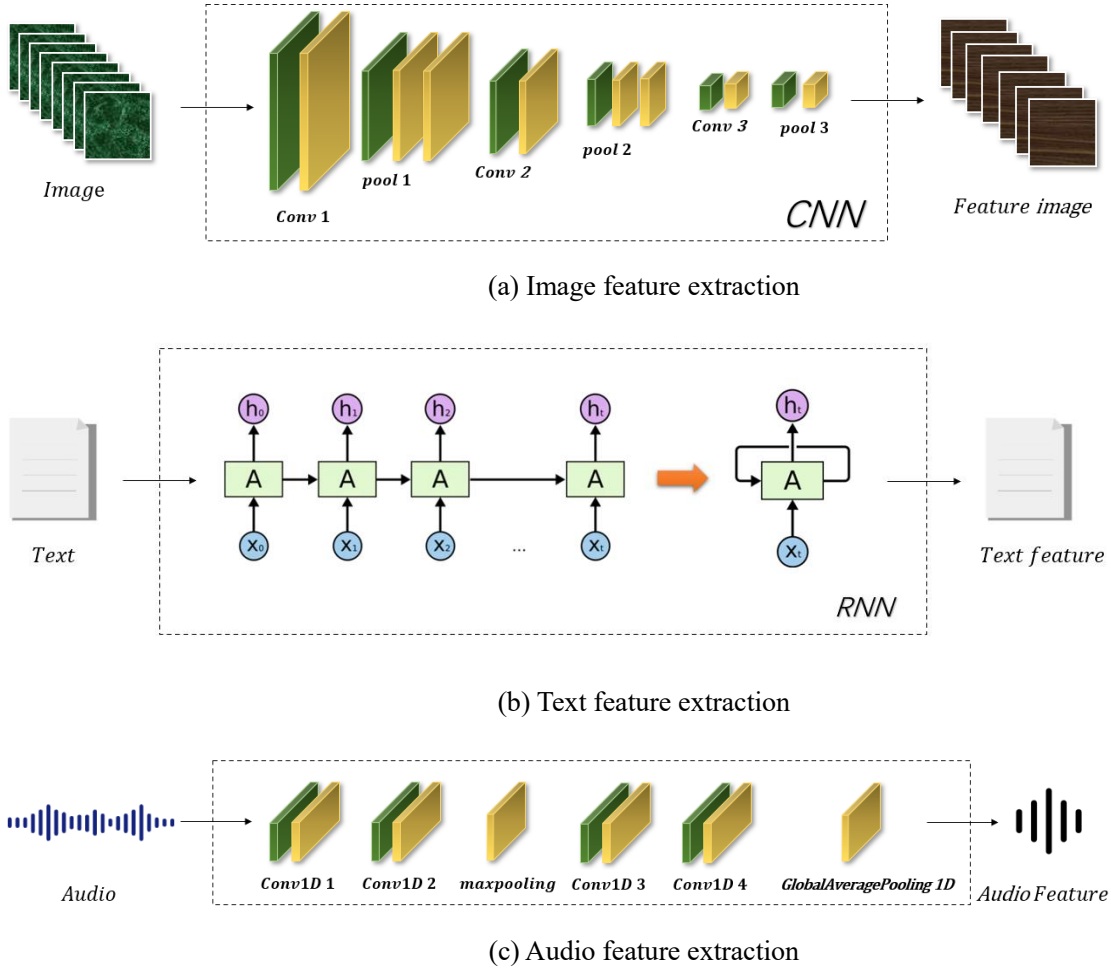 Image
Conv 1
pool 1
Conv 2
pool 2
Conv 3
pool 3
CNN
Feature image
(a) Image feature extraction
h₀ h₁ h₂ hₜ hₜ
A A A A A
x₀ x₁ x₂ ... xₜ xₜ
Text
RNN
Text feature
(b) Text feature extraction
Audio
Conv1D 1
Conv1D 2
maxpooling
Conv1D 3
Conv1D 4
GlobalAveragePooling 1D
Audio Feature
(c) Audio feature extraction